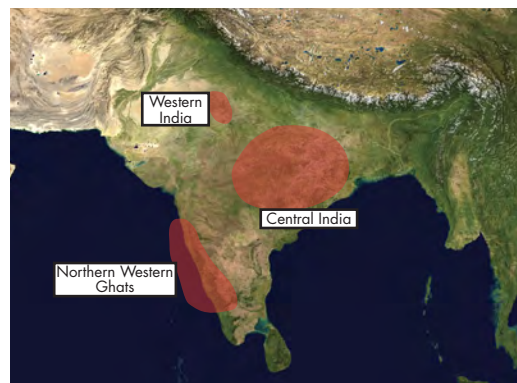 Western
India
Central India
Northern Western
Ghats